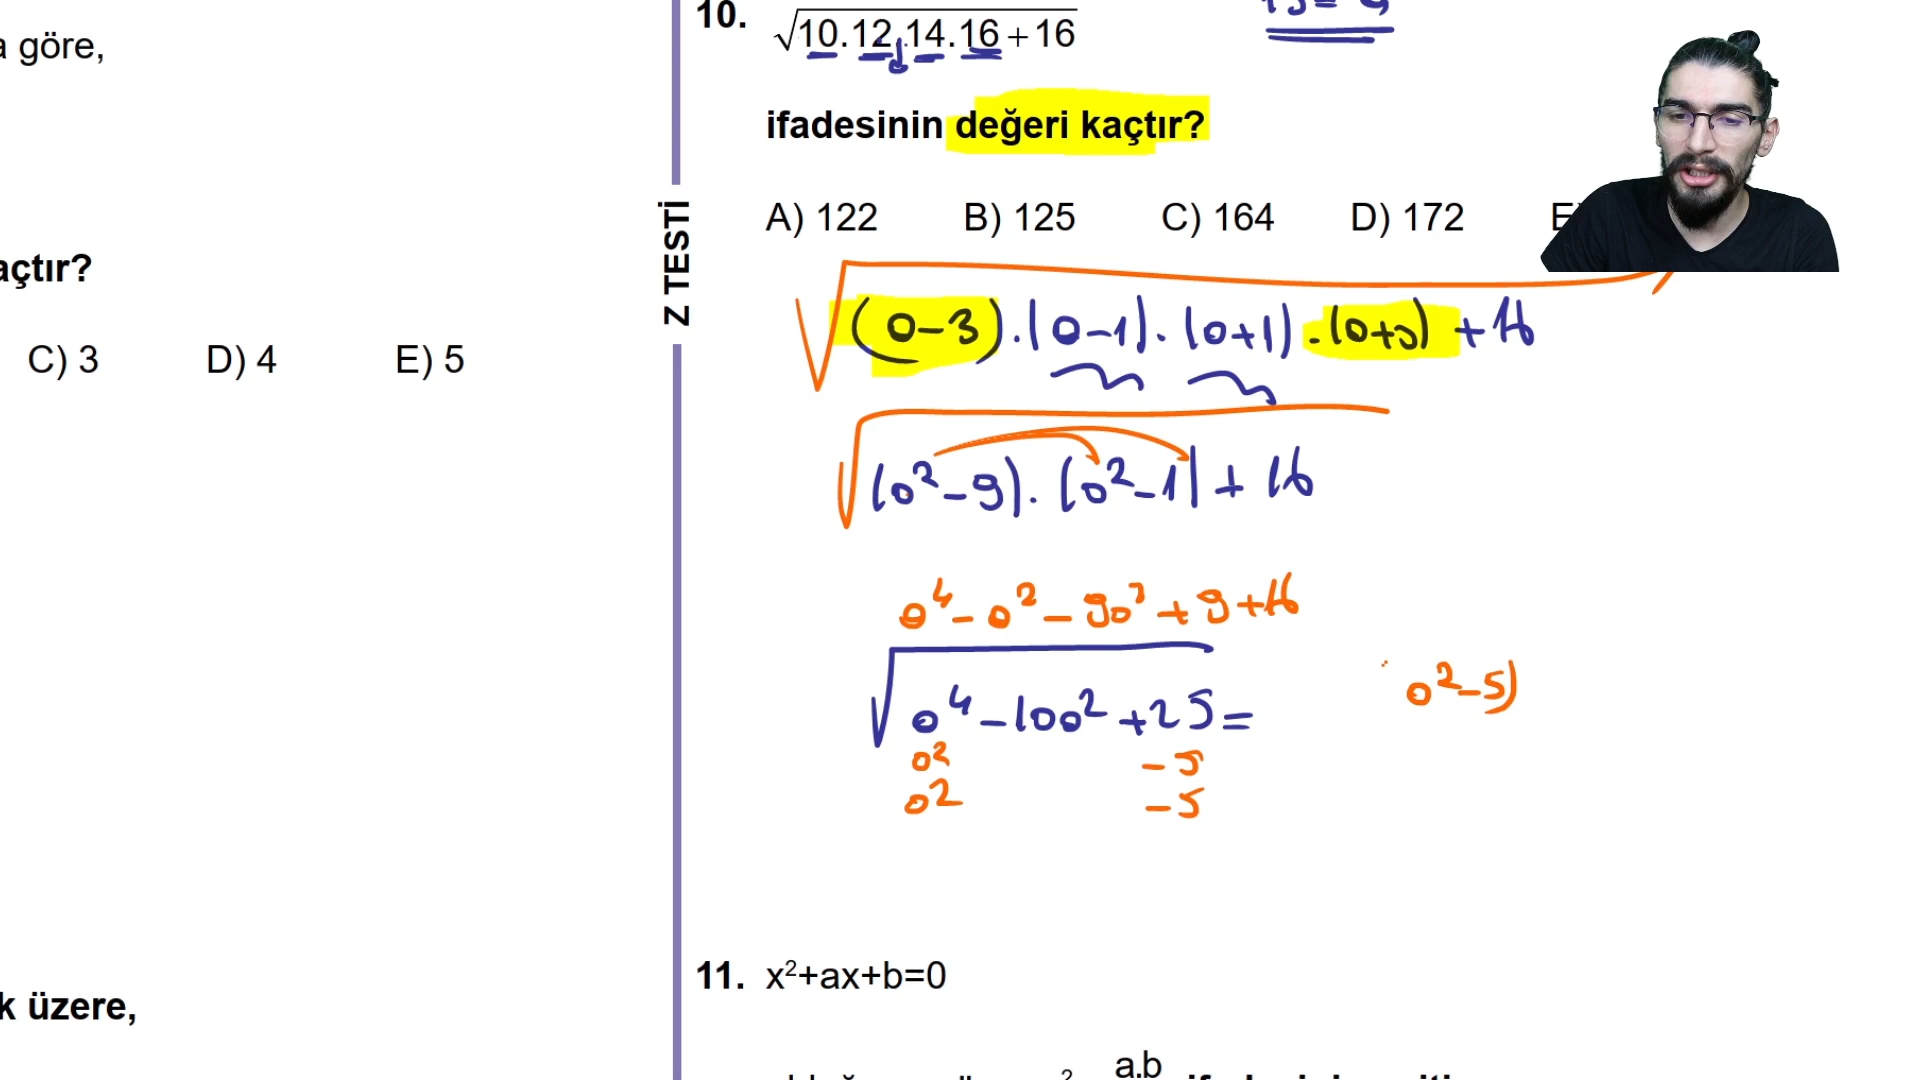 a göre,
açtır?
C) 3 D) 4 E) 5
k üzere,
Z TESTİ
10. √10.12.14.16+16
13 = a
ifadesinin değeri kaçtır?
A) 122 B) 125 C) 164 D) 172 E)
√(a-3).(a-1).(a+1).(a+3)+16
√(a²-9).(a²-1)+16
a⁴-a²-9a²+9+16
√a⁴-10a²+25=
a² -5
a² -5
a²-5)
11. x²+ax+b=0
a.b